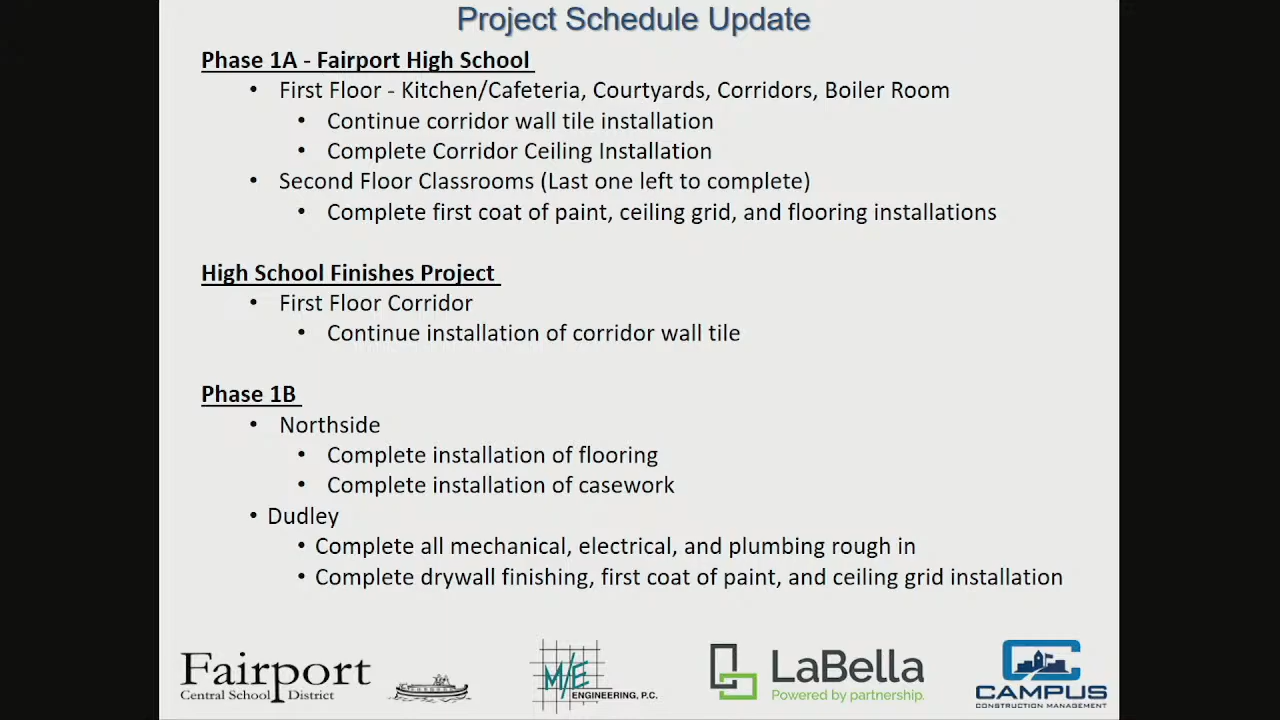 Project Schedule Update
Phase 1A - Fairport High School
• First Floor - Kitchen/Cafeteria, Courtyards, Corridors, Boiler Room
• Continue corridor wall tile installation
• Complete Corridor Ceiling Installation
• Second Floor Classrooms (Last one left to complete)
• Complete first coat of paint, ceiling grid, and flooring installations
High School Finishes Project
• First Floor Corridor
• Continue installation of corridor wall tile
Phase 1B
• Northside
• Complete installation of flooring
• Complete installation of casework
• Dudley
• Complete all mechanical, electrical, and plumbing rough in
• Complete drywall finishing, first coat of paint, and ceiling grid installation
Fairport
Central School District
M/E
ENGINEERING, P.C.
LaBella
Powered by partnership.
CAMPUS
CONSTRUCTION MANAGEMENT